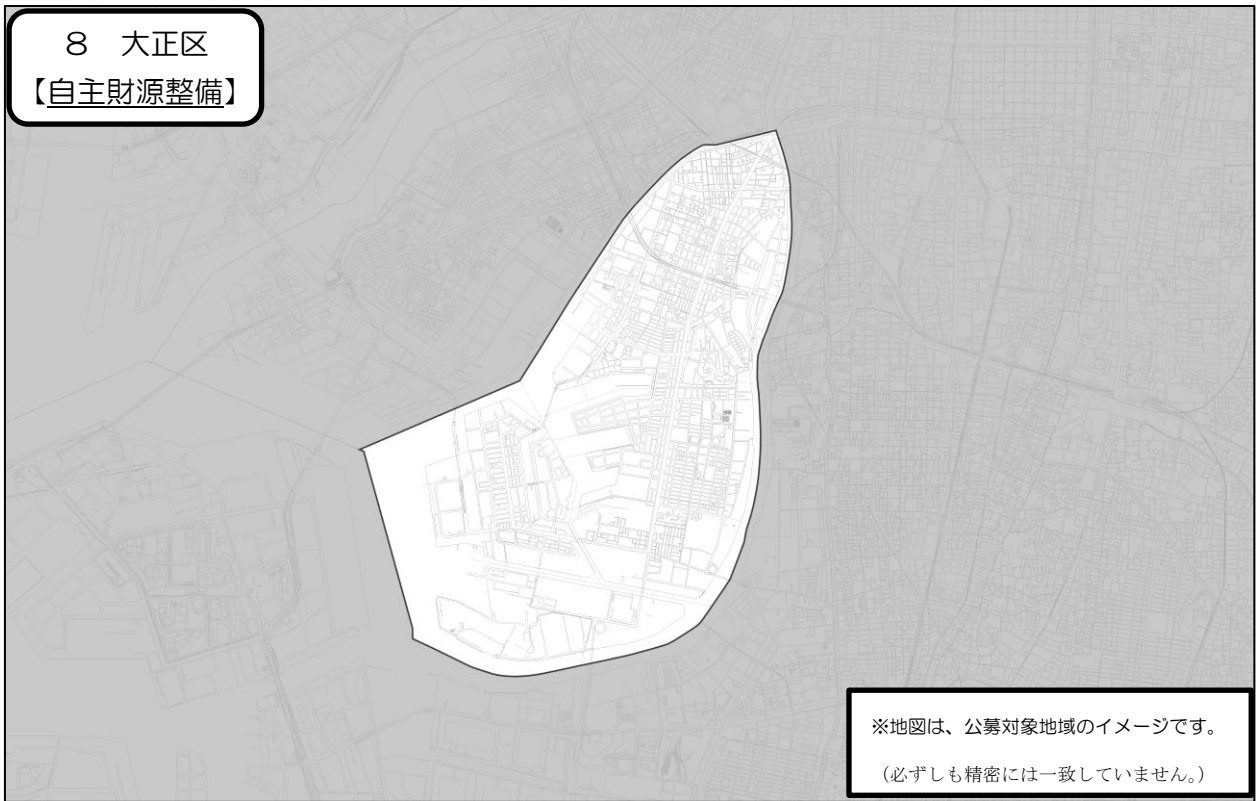 ８　大正区
【自主財源整備】
※地図は、公募対象地域のイメージです。
（必ずしも精密には一致していません。）